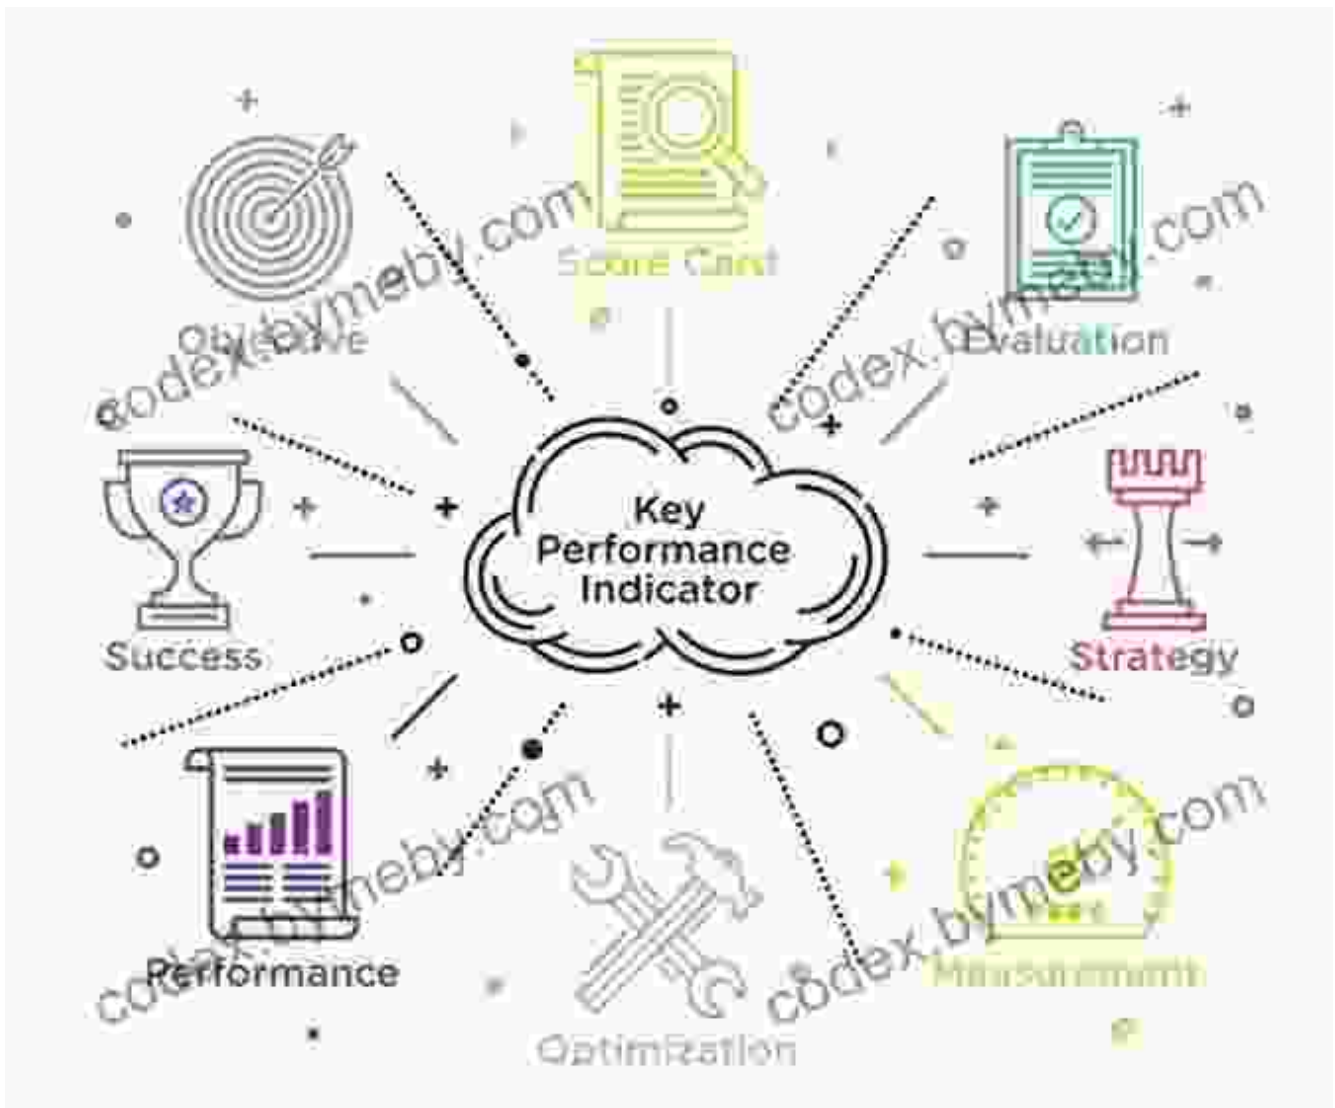 Score Card
Objective
Evaluation
Key
Performance
Indicator
Success
Strategy
Performance
Measurement
Optimization
codex.bymeby.com
codex.bymeby.com
codex.bymeby.com
codex.bymeby.com